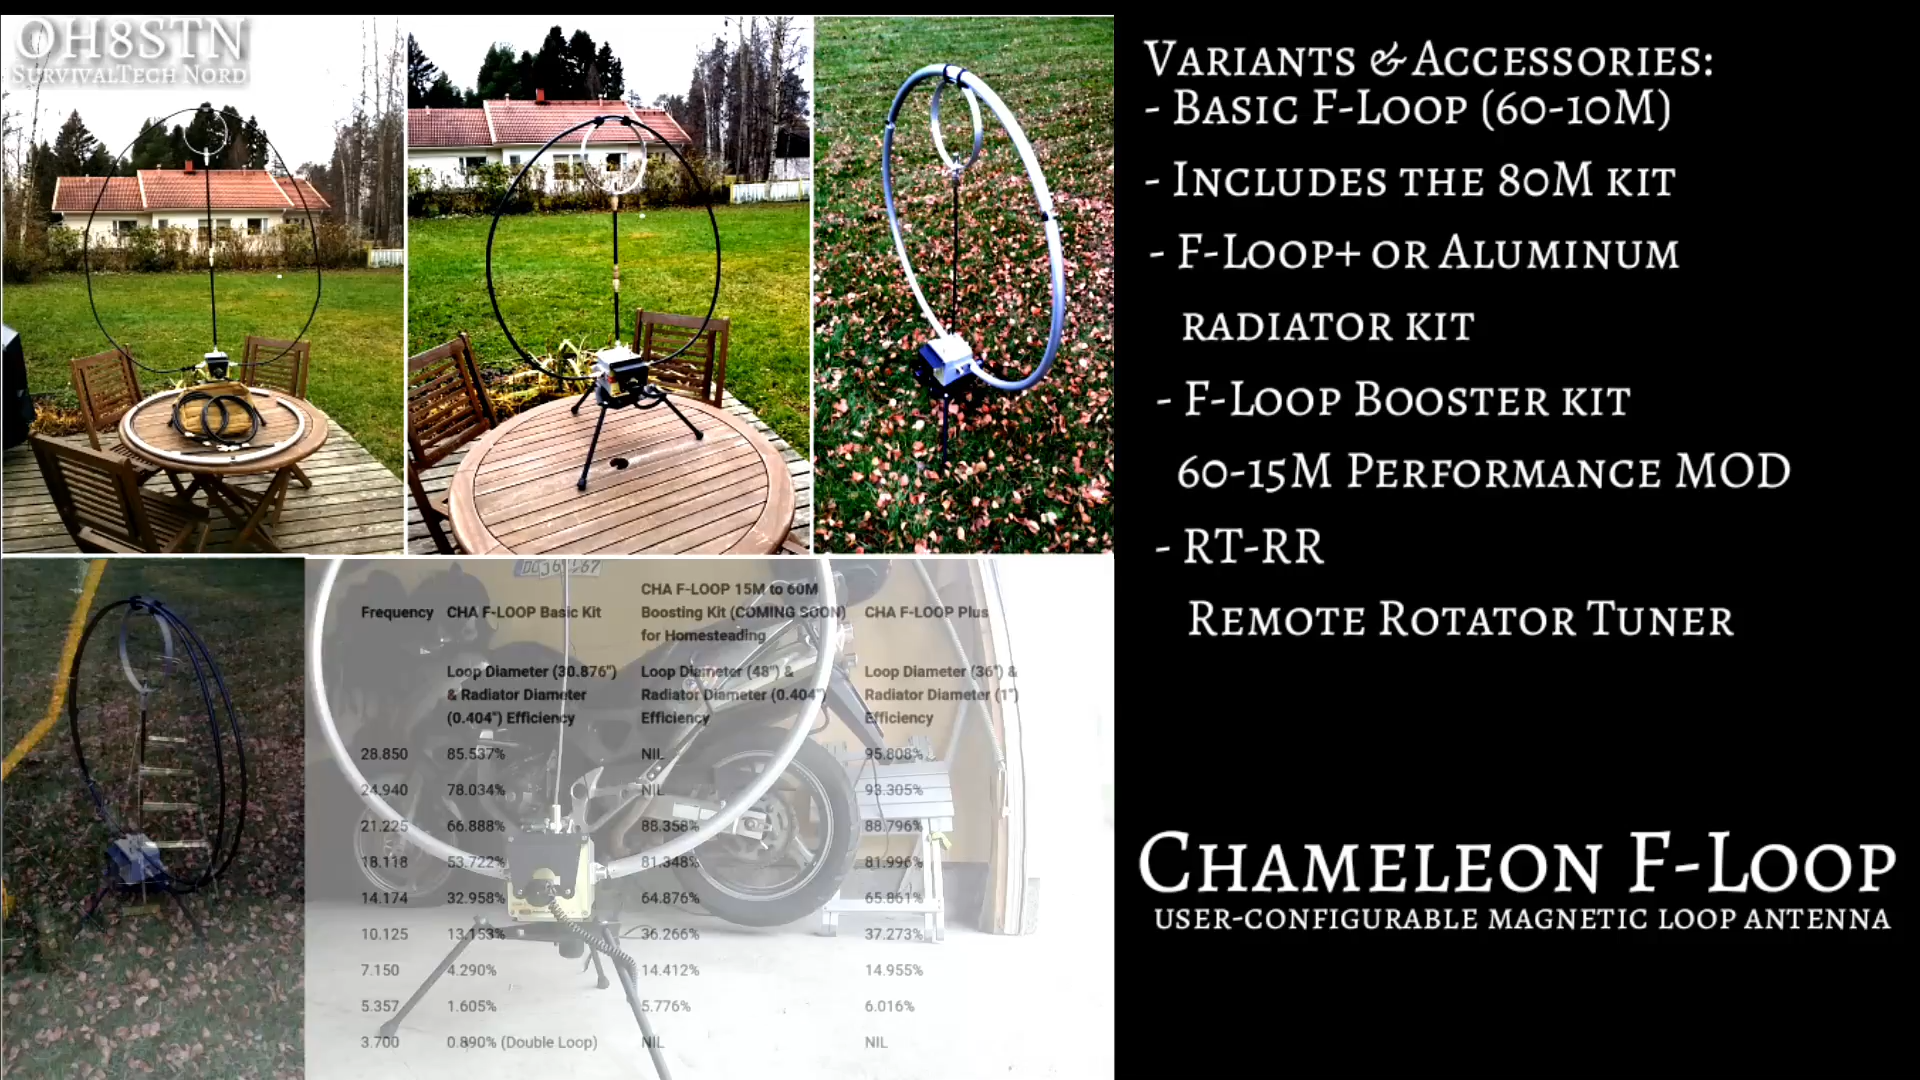 OH8STN
SurvivalTech Nord
Variants & Accessories:
- Basic F-Loop (60-10M)
- Includes the 80M kit
- F-Loop+ or Aluminum
radiator kit
- F-Loop Booster kit
60-15M Performance MOD
- RT-RR
Remote Rotator Tuner
Chameleon F-Loop
user-configurable magnetic loop antenna
Frequency CHA F-LOOP Basic Kit CHA F-LOOP 15M to 60M Boosting Kit (COMING SOON) for Homesteading CHA F-LOOP Plus
Loop Diameter (30.876") & Radiator Diameter (0.404") Efficiency Loop Diameter (48") & Radiator Diameter (0.404") Efficiency Loop Diameter (36") & Radiator Diameter (1") Efficiency
28.850 85.537% NIL 95.808%
24,940 78.034% NIL 93.305%
21.225 66.888% 88.358% 88.796%
18.118 53.722% 81.348% 81.996%
14.174 32.958% 64.876% 65.861%
10.125 13.153% 36.266% 37.273%
7.150 4.290% 14.412% 14.955%
5.357 1.605% 5.776% 6.016%
3.700 0.890% (Double Loop) NIL NIL